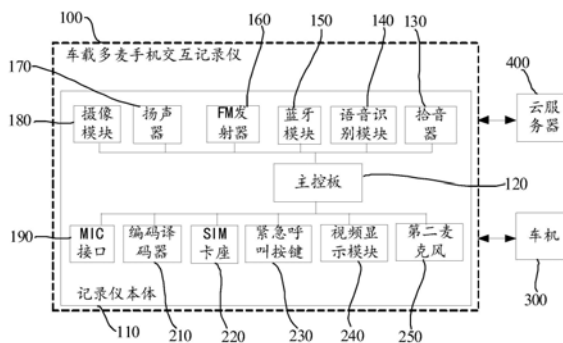 100
160
150
140
130
车载多麦手机交互记录仪
170
400
180
摄像
模块
扬声
器
FM发
射器
蓝牙
模块
语音识
别模块
拾音
器
云服
务器
主控板
120
190
MIC
接口
编码译
码器
SIM
卡座
紧急呼
叫按键
视频显
示模块
第二麦
克风
车机
记录仪本体
110
210
220
230
240
250
300